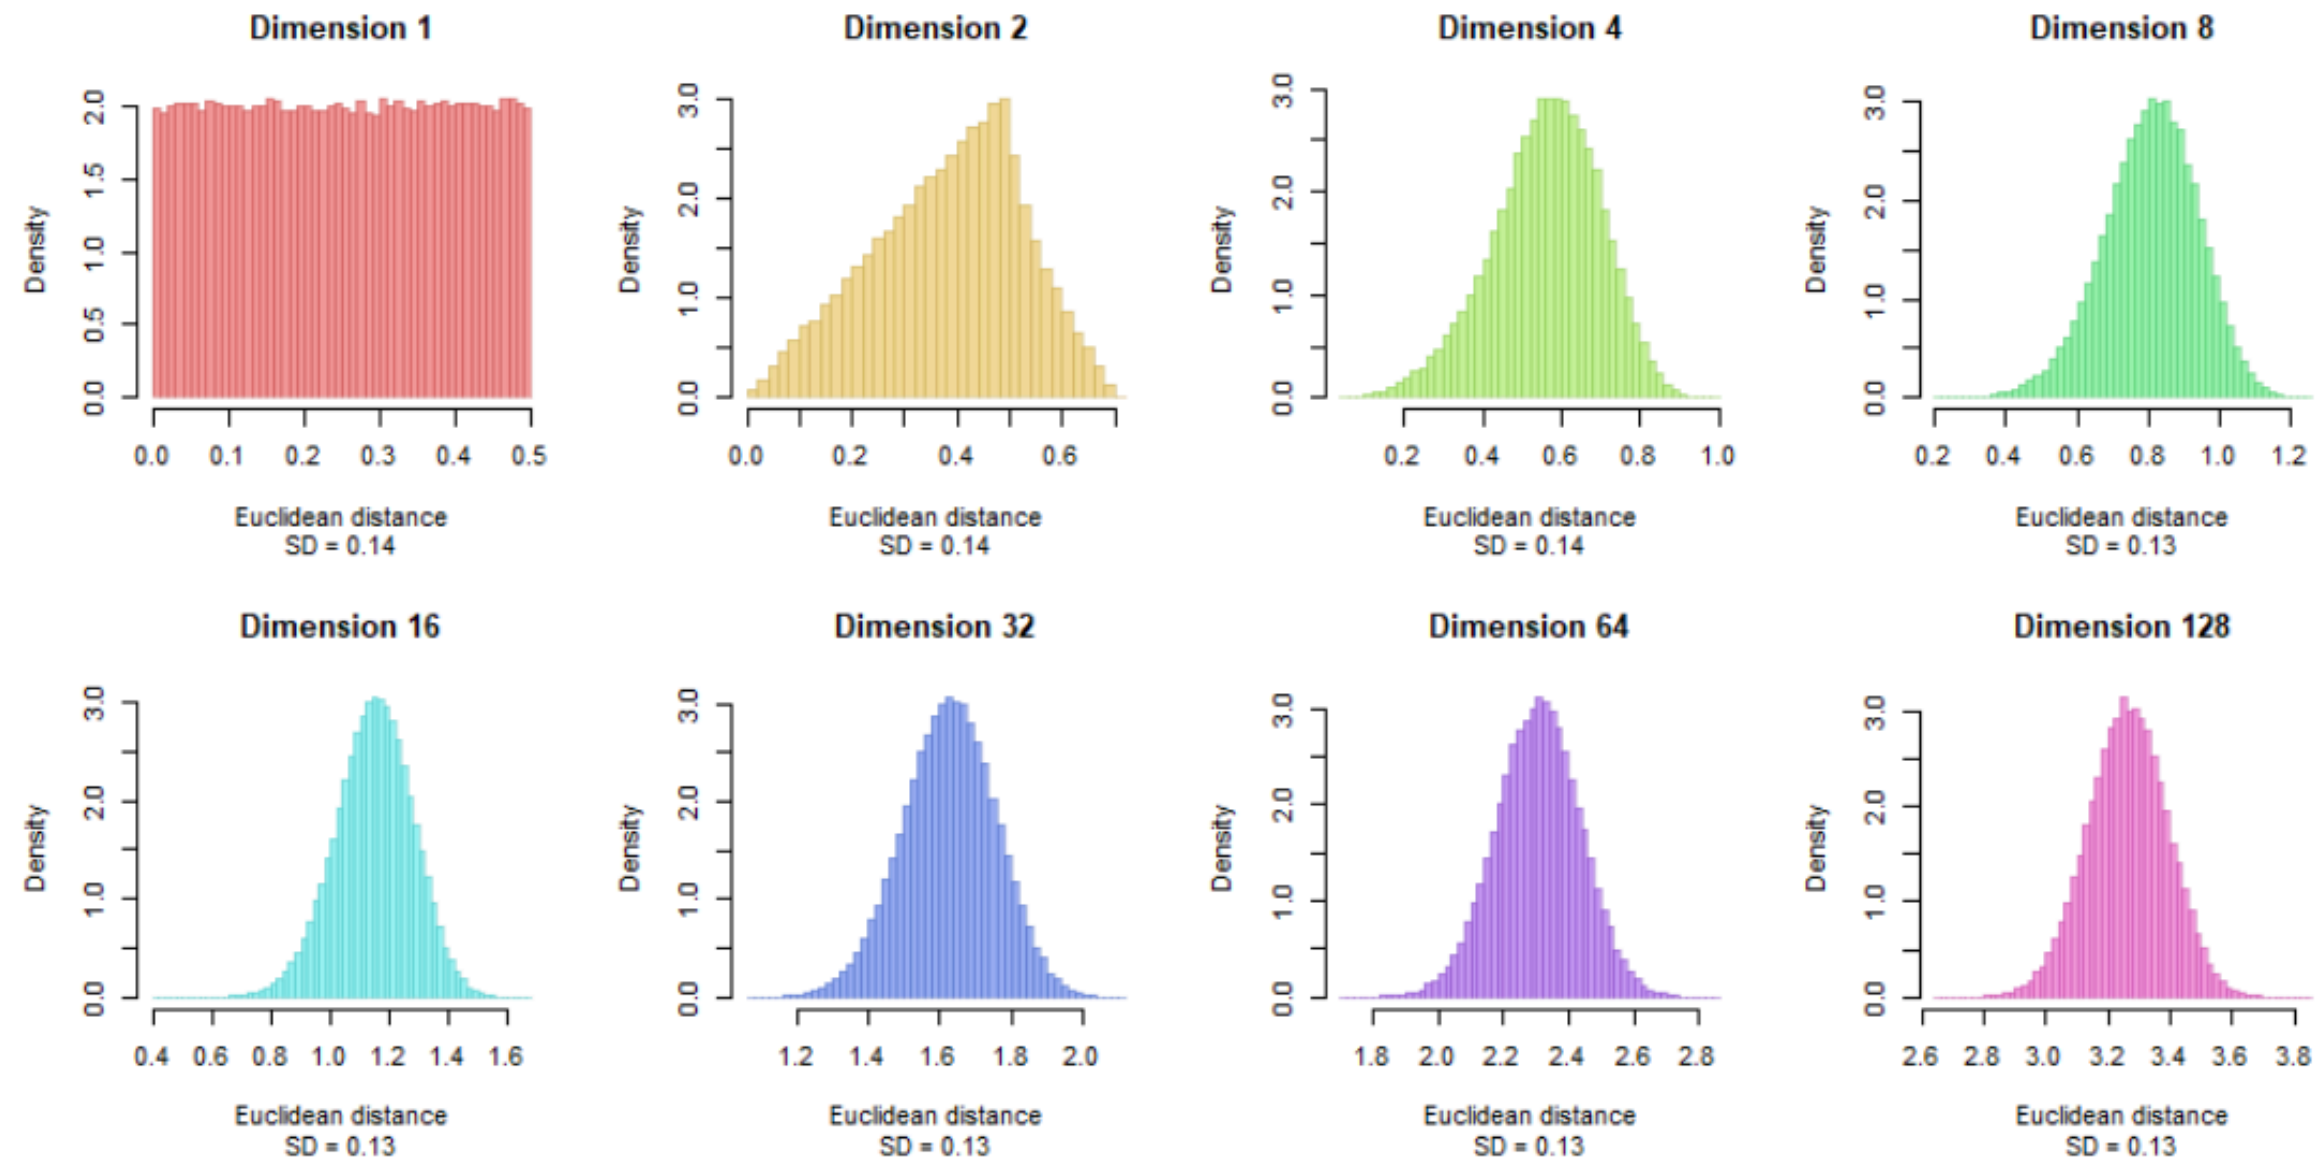 Dimension 1
Dimension 2
Dimension 4
Dimension 8
Density
0.0 0.5 1.0 1.5 2.0
0.0 0.1 0.2 0.3 0.4 0.5
Euclidean distance
SD = 0.14
Density
0.0 1.0 2.0 3.0
0.0 0.2 0.4 0.6
Euclidean distance
SD = 0.14
Density
0.0 1.0 2.0 3.0
0.2 0.4 0.6 0.8 1.0
Euclidean distance
SD = 0.14
Density
0.0 1.0 2.0 3.0
0.2 0.4 0.6 0.8 1.0 1.2
Euclidean distance
SD = 0.13
Dimension 16
Dimension 32
Dimension 64
Dimension 128
Density
0.0 1.0 2.0 3.0
0.4 0.6 0.8 1.0 1.2 1.4 1.6
Euclidean distance
SD = 0.13
Density
0.0 1.0 2.0 3.0
1.2 1.4 1.6 1.8 2.0
Euclidean distance
SD = 0.13
Density
0.0 1.0 2.0 3.0
1.8 2.0 2.2 2.4 2.6 2.8
Euclidean distance
SD = 0.13
Density
0.0 1.0 2.0 3.0
2.6 2.8 3.0 3.2 3.4 3.6 3.8
Euclidean distance
SD = 0.13